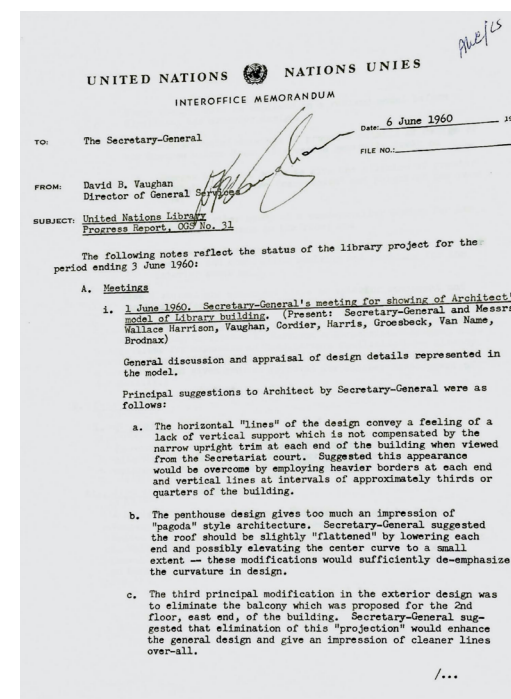 UNITED NATIONS NATIONS UNIES
INTEROFFICE MEMORANDUM
Date: 6 June 1960 19
FILE NO.:
TO: The Secretary-General
FROM: David B. Vaughan
Director of General Services
SUBJECT: United Nations Library
Progress Report, OGS No. 31
The following notes reflect the status of the library project for the
period ending 3 June 1960:
A. Meetings
i. 1 June 1960. Secretary-General's meeting for showing of Architect'
model of Library building. (Present: Secretary-General and Messrs
Wallace Harrison, Vaughan, Cordier, Harris, Groesbeck, Van Name,
Brodnax)
General discussion and appraisal of design details represented in
the model.
Principal suggestions to Architect by Secretary-General were as
follows:
a. The horizontal "lines" of the design convey a feeling of a
lack of vertical support which is not compensated by the
narrow upright trim at each end of the building when viewed
from the Secretariat court. Suggested this appearance
would be overcome by employing heavier borders at each end
and vertical lines at intervals of approximately thirds or
quarters of the building.
b. The penthouse design gives too much an impression of
"pagoda" style architecture. Secretary-General suggested
the roof should be slightly "flattened" by lowering each
end and possibly elevating the center curve to a small
extent — these modifications would sufficiently de-emphasize
the curvature in design.
c. The third principal modification in the exterior design was
to eliminate the balcony which was proposed for the 2nd
floor, east end, of the building. Secretary-General sug-
gested that elimination of this "projection" would enhance
the general design and give an impression of cleaner lines
over-all.
/...